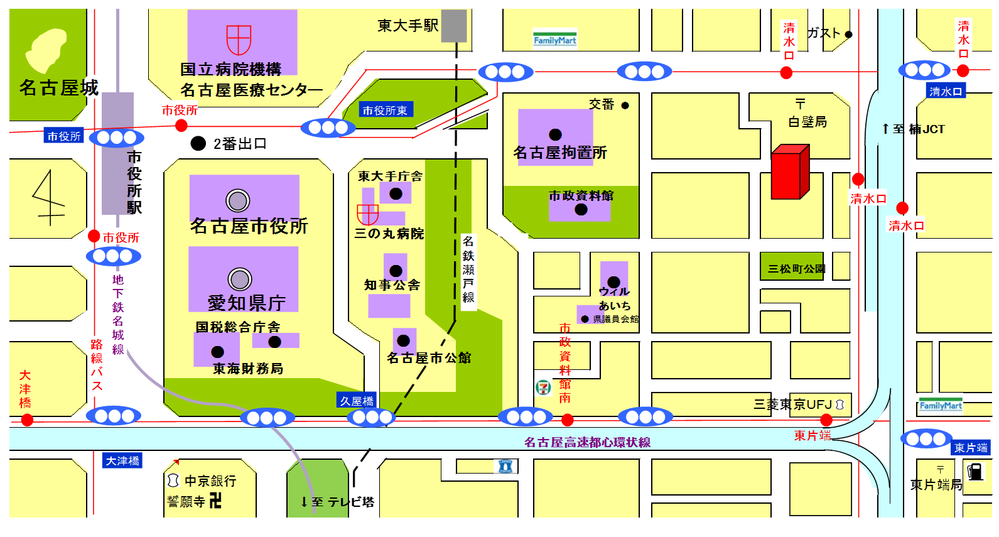 東大手駅
FamilyMart
清水口
ガスト
清水口
国立病院機構
名古屋医療センター
名古屋城
清水口
市役所
市役所東
交番
〒
白壁局
市役所
2番出口
↑至 楠JCT
市役所駅
名古屋拘置所
東大手庁舎
市政資料館
清水口
名古屋市役所
三の丸病院
清水口
市役所
名鉄瀬戸線
地下鉄名城線
知事公舎
三松町公園
愛知県庁
ウィル
あいち
県議員会館
国税総合庁舎
市政資料館南
路線バス
名古屋市公館
東海財務局
大津橋
7
久屋橋
三菱東京UFJ
FamilyMart
東片端
名古屋高速都心環状線
東片端
大津橋
〒
東片端局
中京銀行
誓願寺 卍
↓至 テレビ塔